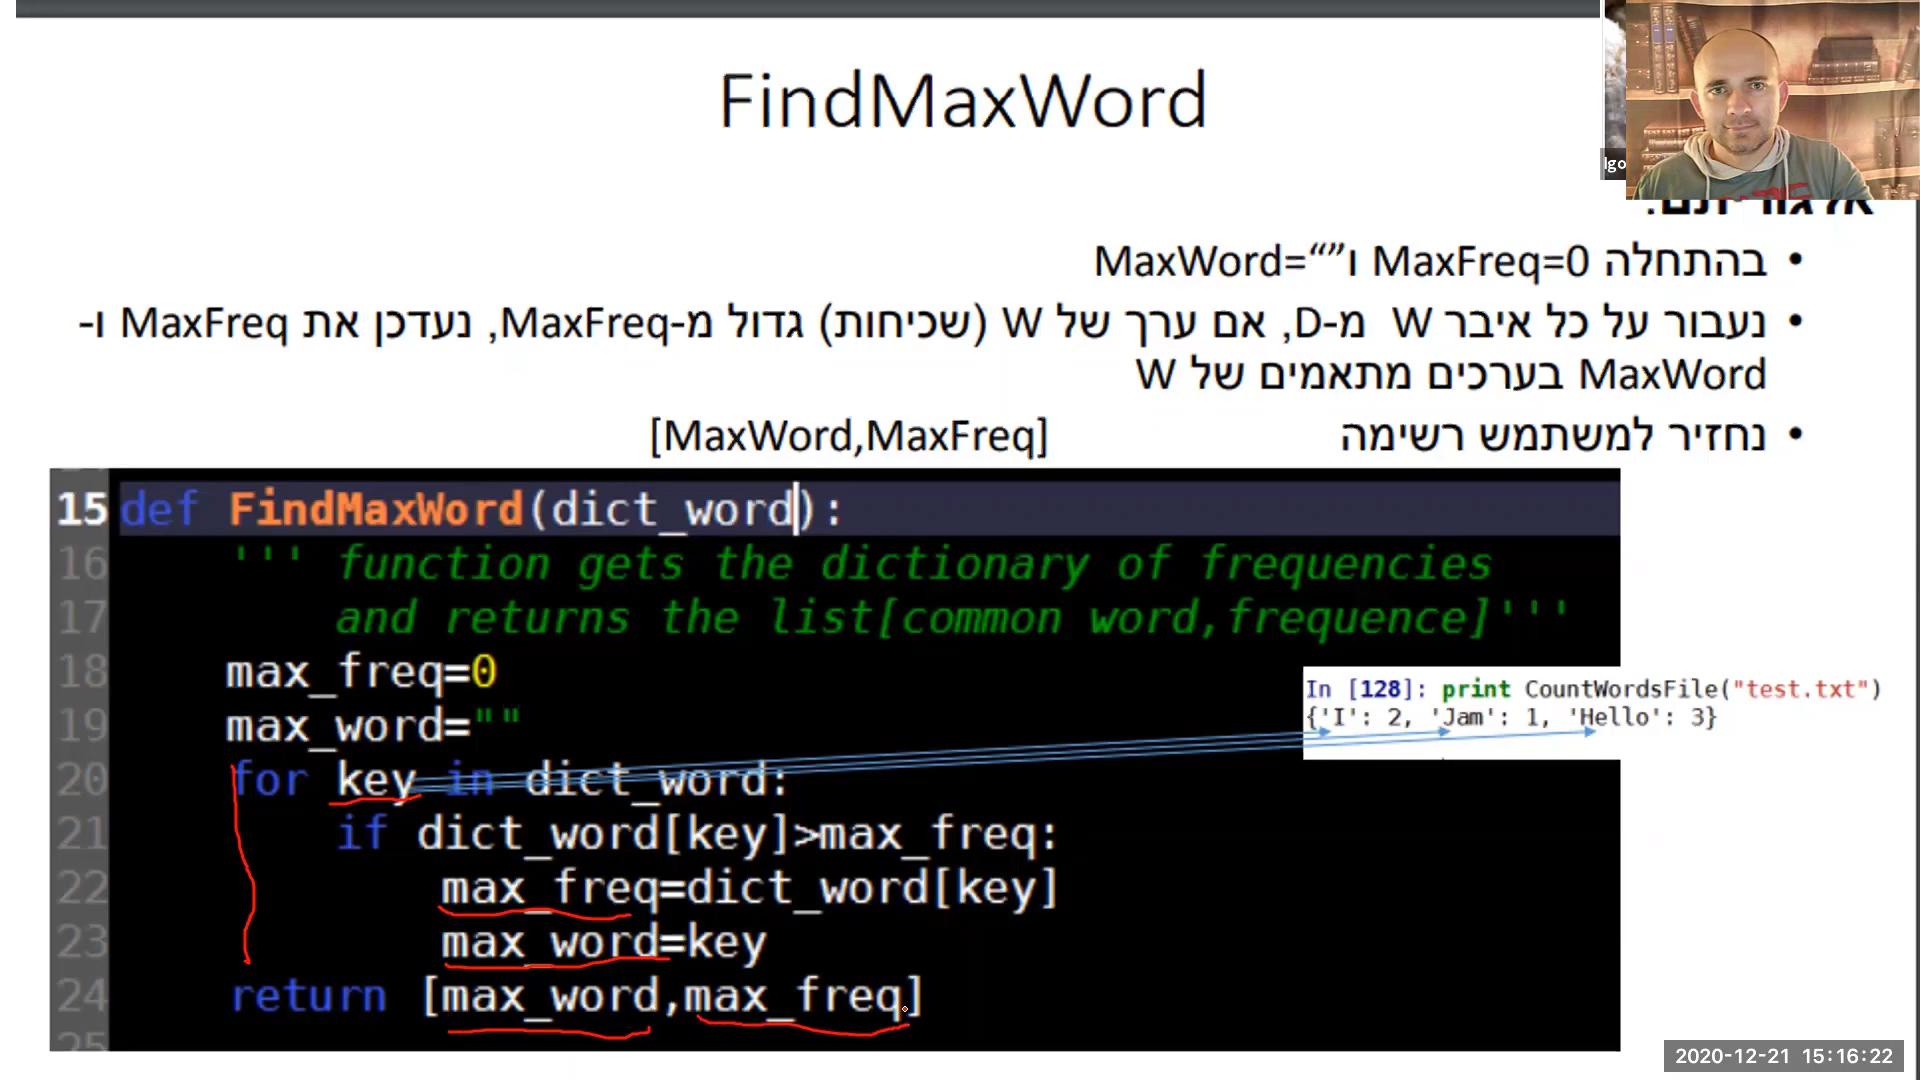 FindMaxWord
Igo
אלגוריתם:
• בהתחלה MaxFreq=0 ו“”=MaxWord
• נעבור על כל איבר W מ-D, אם ערך של W (שכיחות) גדול מ-MaxFreq, נעדכן את MaxFreq ו-
MaxWord בערכים מתאמים של W
• נחזיר למשתמש רשימה [MaxWord,MaxFreq]
15 def FindMaxWord(dict_word):
16 ''' function gets the dictionary of frequencies
17 and returns the list[common word,frequence]'''
18 max_freq=0
19 max_word=""
20 for key in dict_word:
21 if dict_word[key]>max_freq:
22 max_freq=dict_word[key]
23 max_word=key
24 return [max_word,max_freq]
25
In [128]: print CountWordsFile("test.txt")
{'I': 2, 'Jam': 1, 'Hello': 3}
2020-12-21 15:16:22